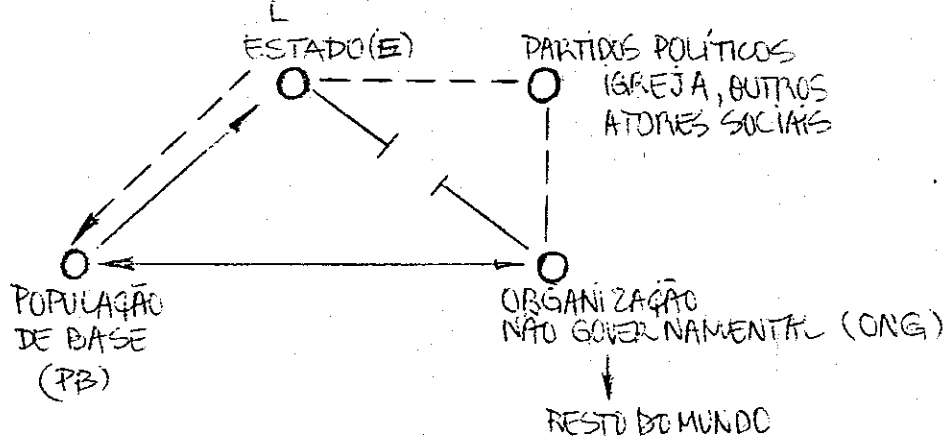 L
ESTADO (E)
PARTIDOS POLÍTICOS
IGREJA, OUTROS
ATORES SOCIAIS
POPULAÇÃO
DE BASE
(PB)
ORGANIZAÇÃO
NÃO GOVERNAMENTAL (ONG)
RESTO DO MUNDO